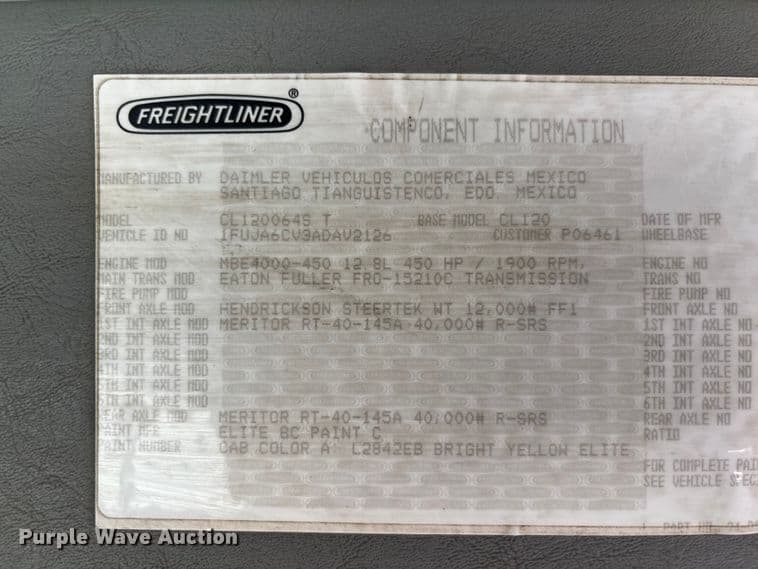 FREIGHTLINER®
COMPONENT INFORMATION
MANUFACTURED BY DAIMLER VEHICULOS COMERCIALES MEXICO
SANTIAGO TIANGUISTENCO, EDO. MEXICO
MODEL CL120064S T BASE MODEL CL120 DATE OF MFR
VEHICLE ID NO 1FUJA6CV3ADAV2126 CUSTOMER P06461 WHEELBASE
ENGINE MOD MBE4000-450 12.8L 450 HP / 1900 RPM, ENGINE NO
MAIN TRANS MOD EATON FULLER FRO-15210C TRANSMISSION TRANS NO
FIRE PUMP MOD FIRE PUMP NO
FRONT AXLE MOD HENDRICKSON STEERTEK WT 12,000# FF1 FRONT AXLE NO
1ST INT AXLE MOD MERITOR RT-40-145A 40,000# R-SRS 1ST INT AXLE NO
2ND INT AXLE MOD 2ND INT AXLE NO
3RD INT AXLE MOD 3RD INT AXLE NO
4TH INT AXLE MOD 4TH INT AXLE NO
5TH INT AXLE MOD 5TH INT AXLE NO
6TH INT AXLE MOD 6TH INT AXLE NO
REAR AXLE MOD MERITOR RT-40-145A 40,000# R-SRS REAR AXLE NO
PAINT MFR ELITE BC PAINT C RATIO
PAINT NUMBER CAB COLOR A: L2842EB BRIGHT YELLOW ELITE
FOR COMPLETE PAI
SEE VEHICLE SPEC
PART NO.
Purple Wave Auction